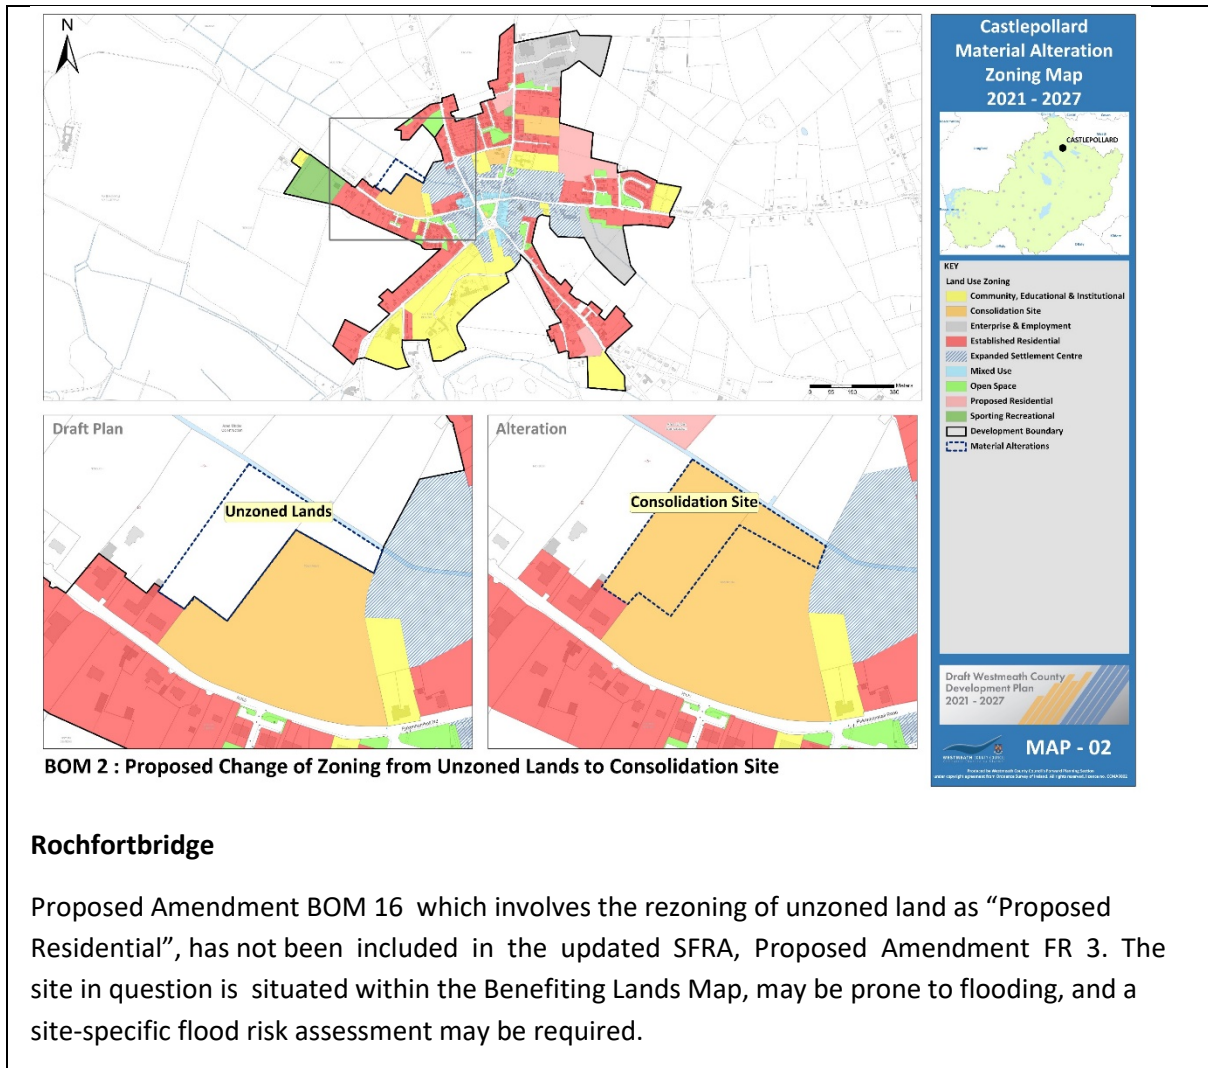 N
Castlepollard
Material Alteration
Zoning Map
2021 - 2027
CASTLEPOLLARD
KEY
Land Use Zoning
Community, Educational & Institutional
Consolidation Site
Enterprise & Employment
Established Residential
Expanded Settlement Centre
Mixed Use
Open Space
Proposed Residential
Sporting Recreational
Development Boundary
Material Alterations
Draft Plan
Unzoned Lands
Alteration
Consolidation Site
Draft Westmeath County
Development Plan
2021 - 2027
MAP - 02
BOM 2 : Proposed Change of Zoning from Unzoned Lands to Consolidation Site
Rochfortbridge
Proposed Amendment BOM 16 which involves the rezoning of unzoned land as “Proposed
Residential”, has not been included in the updated SFRA, Proposed Amendment FR 3. The
site in question is situated within the Benefiting Lands Map, may be prone to flooding, and a
site-specific flood risk assessment may be required.